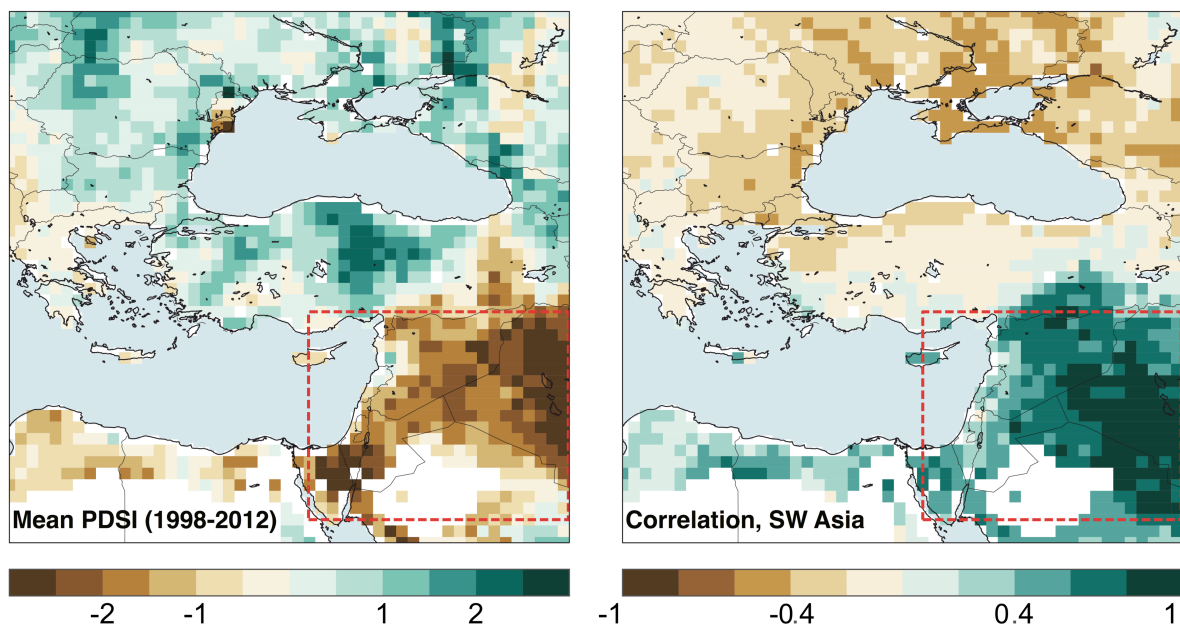 Mean PDSI (1998-2012)
Correlation, SW Asia
-2 -1 1 2
-1 -0.4 0.4 1